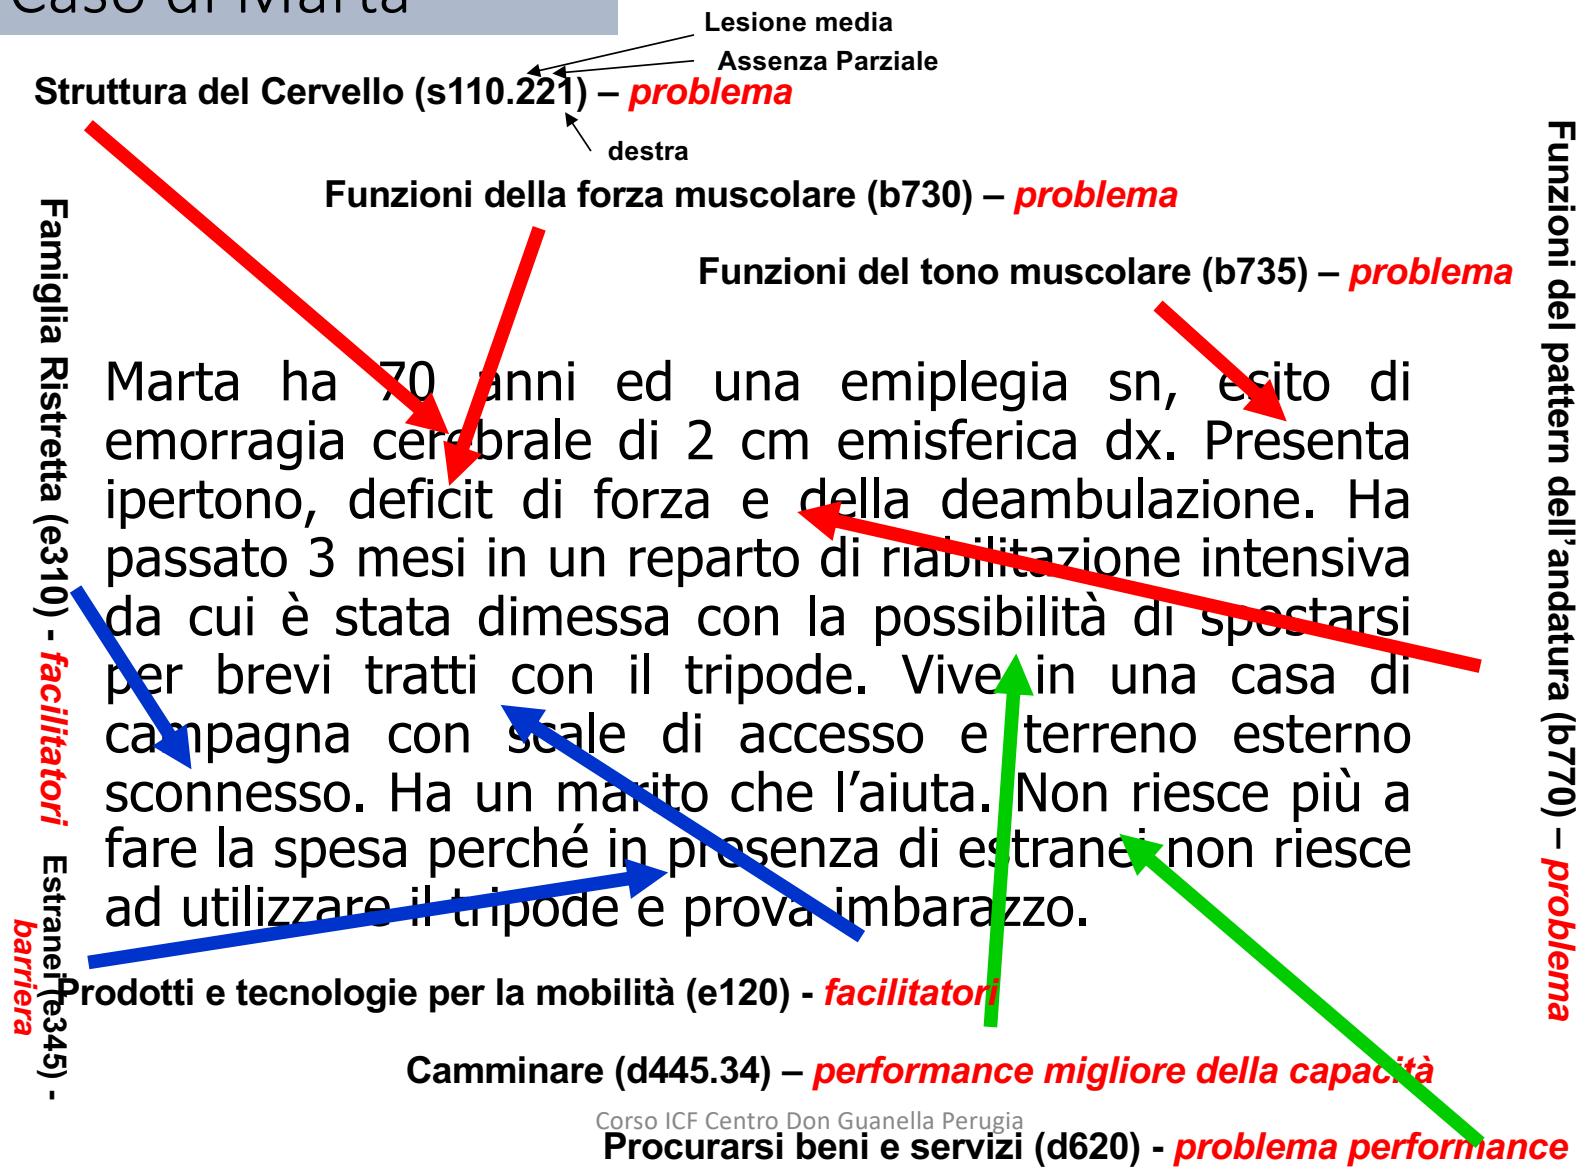 Caso di Marta
Lesione media
Assenza Parziale
Struttura del Cervello (s110.221) – problema
destra
Funzioni della forza muscolare (b730) – problema
Funzioni del tono muscolare (b735) – problema
Funzioni del pattern dell’andatura (b770) – problema
Famiglia Ristretta (e310) - facilitatori
Marta ha 70 anni ed una emiplegia sn, esito di
emorragia cerebrale di 2 cm emisferica dx. Presenta
ipertono, deficit di forza e della deambulazione. Ha
passato 3 mesi in un reparto di riabilitazione intensiva
da cui è stata dimessa con la possibilità di spostarsi
per brevi tratti con il tripode. Vive in una casa di
campagna con scale di accesso e terreno esterno
sconnesso. Ha un marito che l’aiuta. Non riesce più a
fare la spesa perché in presenza di estranei non riesce
ad utilizzare il tripode e prova imbarazzo.
Estranei (e345) -
barriera
Prodotti e tecnologie per la mobilità (e120) - facilitatori
Camminare (d445.34) – performance migliore della capacità
Corso ICF Centro Don Guanella Perugia
Procurarsi beni e servizi (d620) - problema performance